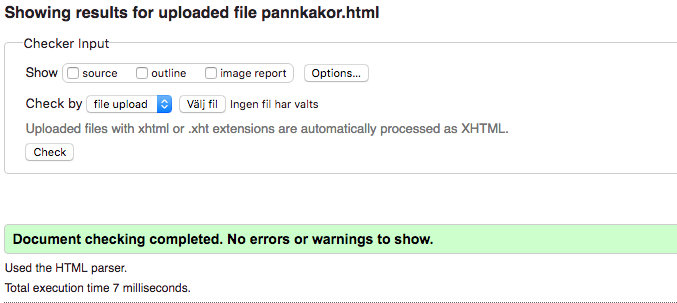 Showing results for uploaded file pannkakor.html
Checker Input
Show source outline image report Options...
Check by file upload Välj fil Ingen fil har valts
Uploaded files with xhtml or .xht extensions are automatically processed as XHTML.
Check
Document checking completed. No errors or warnings to show.
Used the HTML parser.
Total execution time 7 milliseconds.